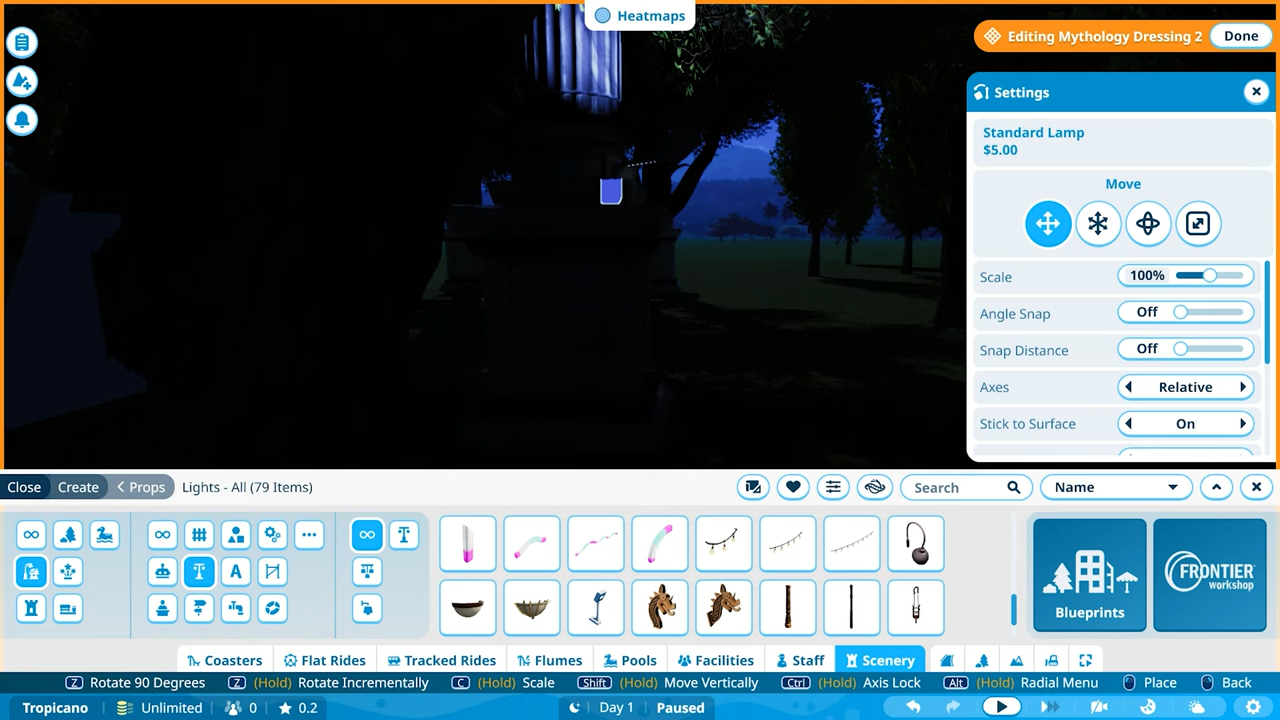 Heatmaps
Editing Mythology Dressing 2
Done
Settings
Standard Lamp
$5.00
Move
Scale
100%
Angle Snap
Off
Snap Distance
Off
Axes
Relative
Stick to Surface
On
Close
Create
Props
Lights - All (79 Items)
Search
Name
A
Blueprints
FRONTIER
workshop
Coasters
Flat Rides
Tracked Rides
Flumes
Pools
Facilities
Staff
Scenery
Z Rotate 90 Degrees
Z (Hold) Rotate Incrementally
C (Hold) Scale
Shift (Hold) Move Vertically
Ctrl (Hold) Axis Lock
Alt (Hold) Radial Menu
Place
Back
Tropicano
Unlimited
0
0.2
Day 1
Paused